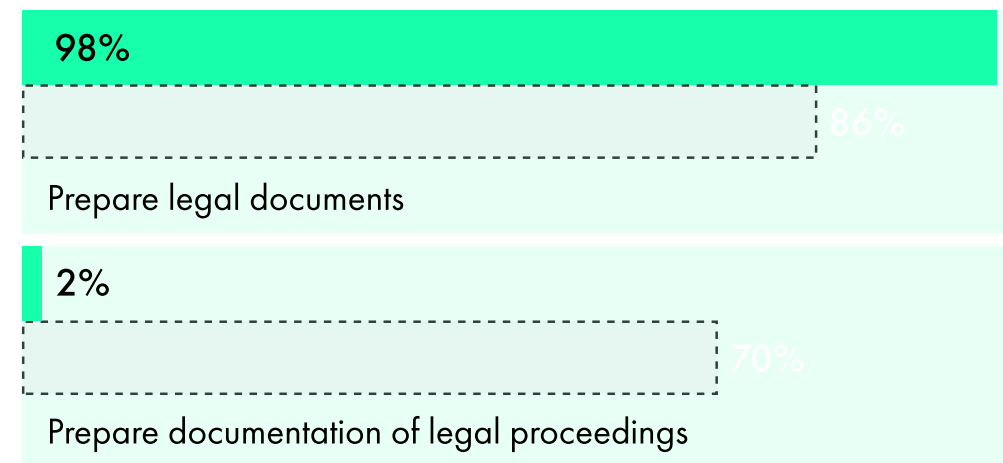 98%
86%
Prepare legal documents
2%
70%
Prepare documentation of legal proceedings